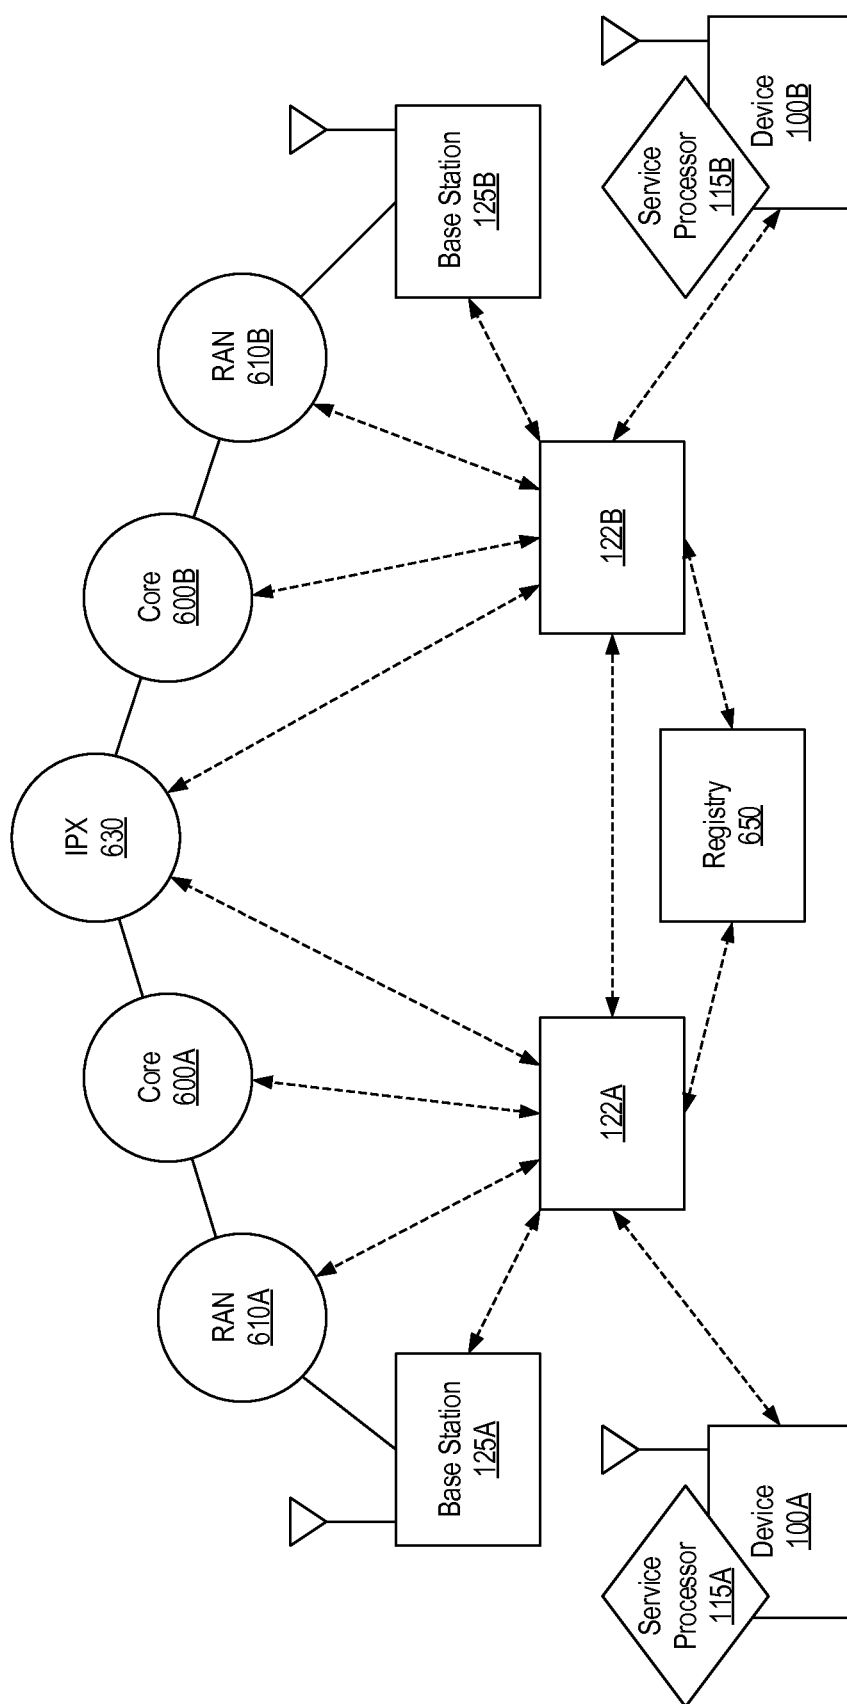 IPX
630
Core
600A
Core
600B
RAN
610A
RAN
610B
Base Station
125A
Base Station
125B
122A
122B
Service
Processor
115A
Service
Processor
115B
Registry
650
Device
100A
Device
100B